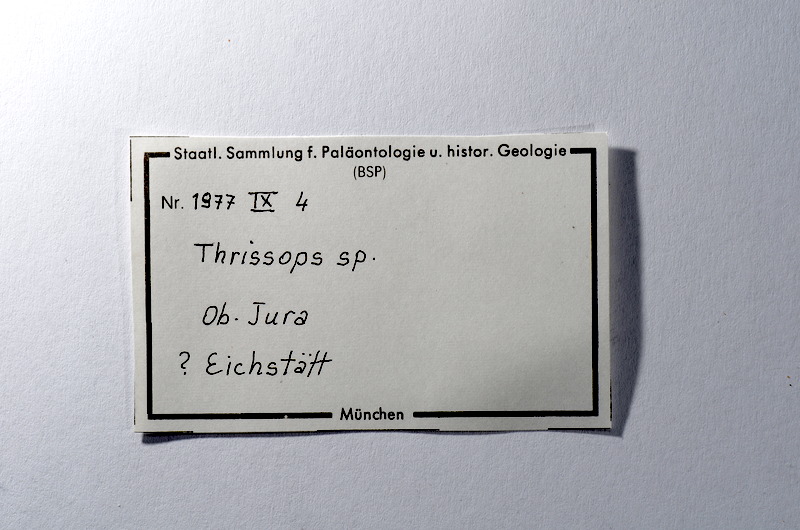 Staatl. Sammlung f. Paläontologie u. histor. Geologie
(BSP)
Nr. 1977 IX 4
Thrissops sp.
Ob. Jura
? Eichstätt
München